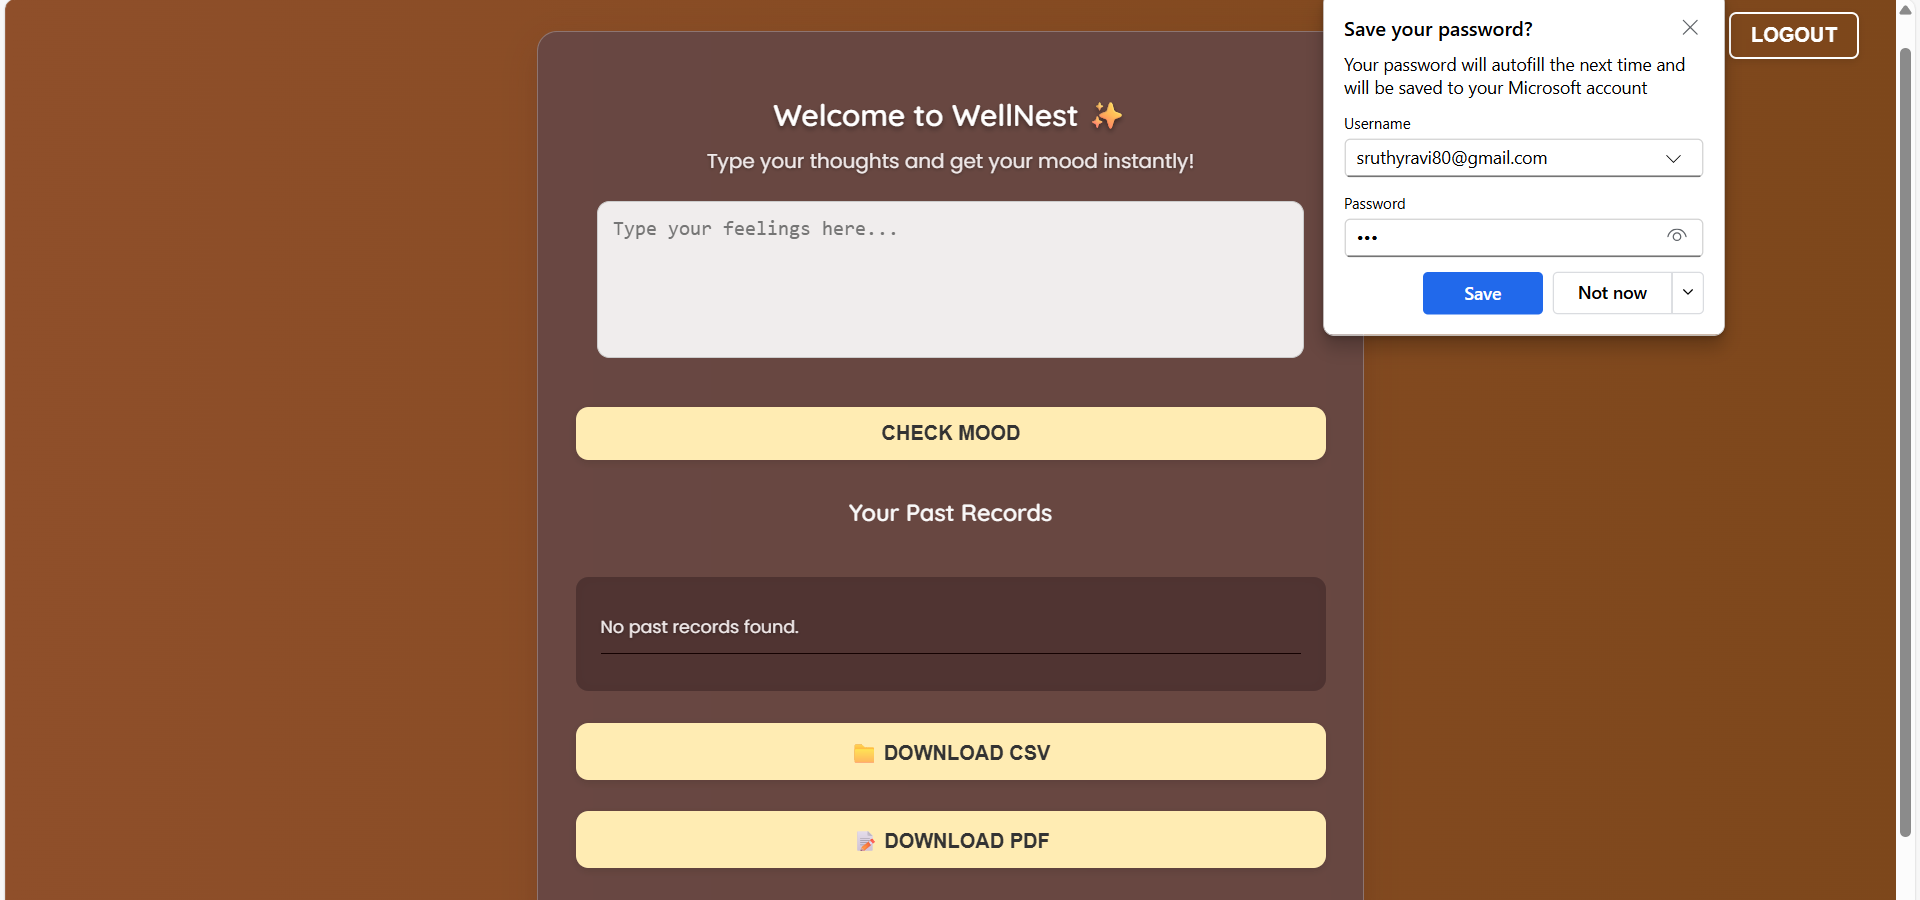 Welcome to WellNest ✨
Type your thoughts and get your mood instantly!
Type your feelings here...
CHECK MOOD
Your Past Records
No past records found.
DOWNLOAD CSV
DOWNLOAD PDF
Save your password?
Your password will autofill the next time and
will be saved to your Microsoft account
Username
sruthyravi80@gmail.com
Password
•••
Save
Not now
LOGOUT